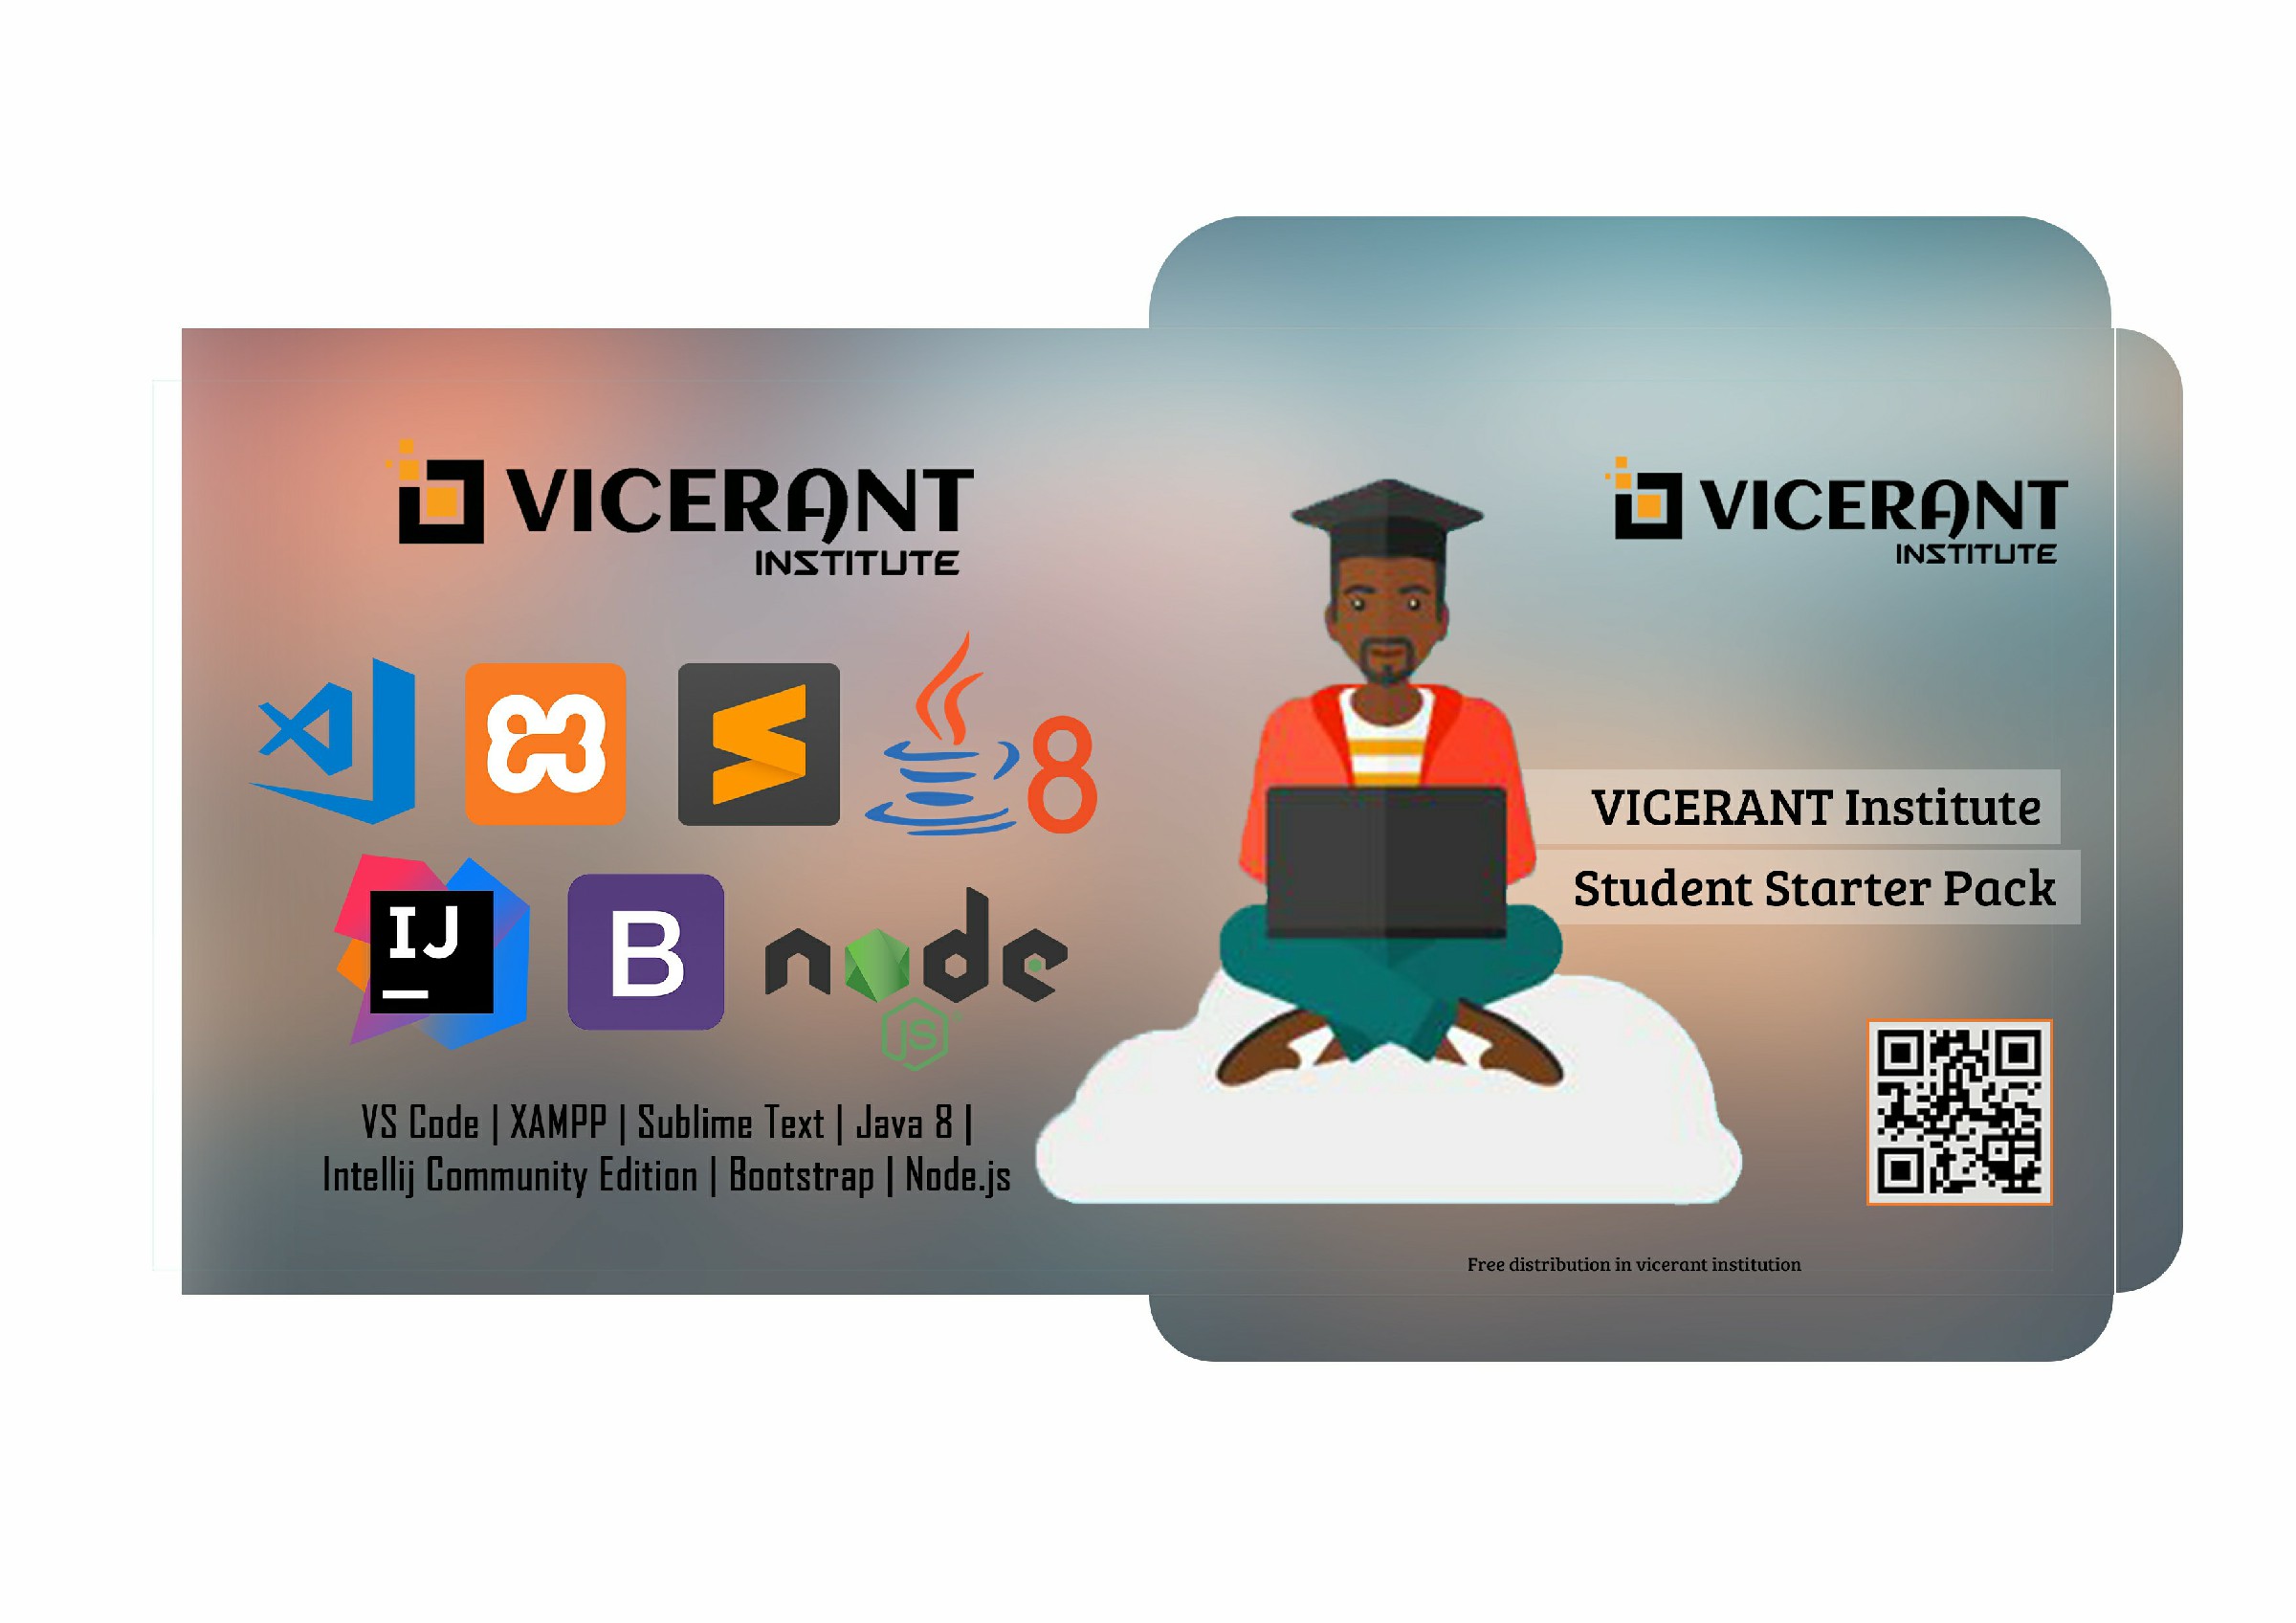 VICERANT
INSTITUTE
8
IJ
B
node
JS
VS Code | XAMPP | Sublime Text | Java 8 |
Intellij Community Edition | Bootstrap | Node.js
VICERANT
INSTITUTE
VICERANT Institute
Student Starter Pack
Free distribution in vicerant institution